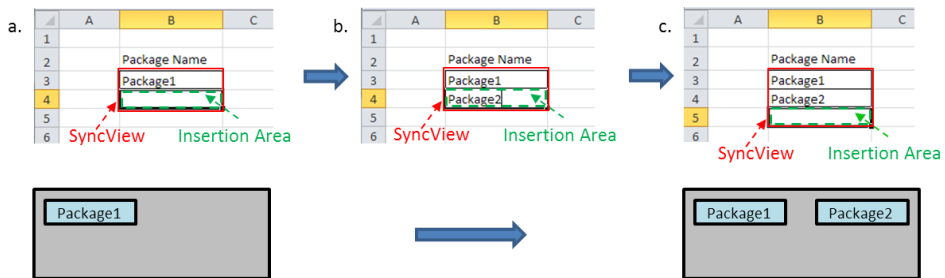 a.
A B C
1
2 Package Name
3 Package1
4
5
6
SyncView Insertion Area
b.
A B C
1
2 Package Name
3 Package1
4 Package2
5
6
SyncView Insertion Area
c.
A B C
1
2 Package Name
3 Package1
4 Package2
5
6
SyncView Insertion Area
Package1
Package1 Package2